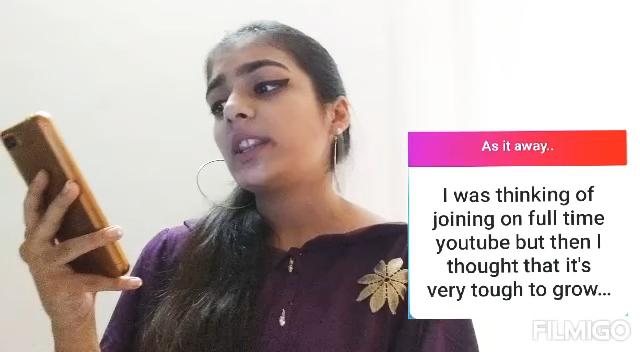 As it away..
I was thinking of
joining on full time
youtube but then I
thought that it's
very tough to grow...
FILMIGO